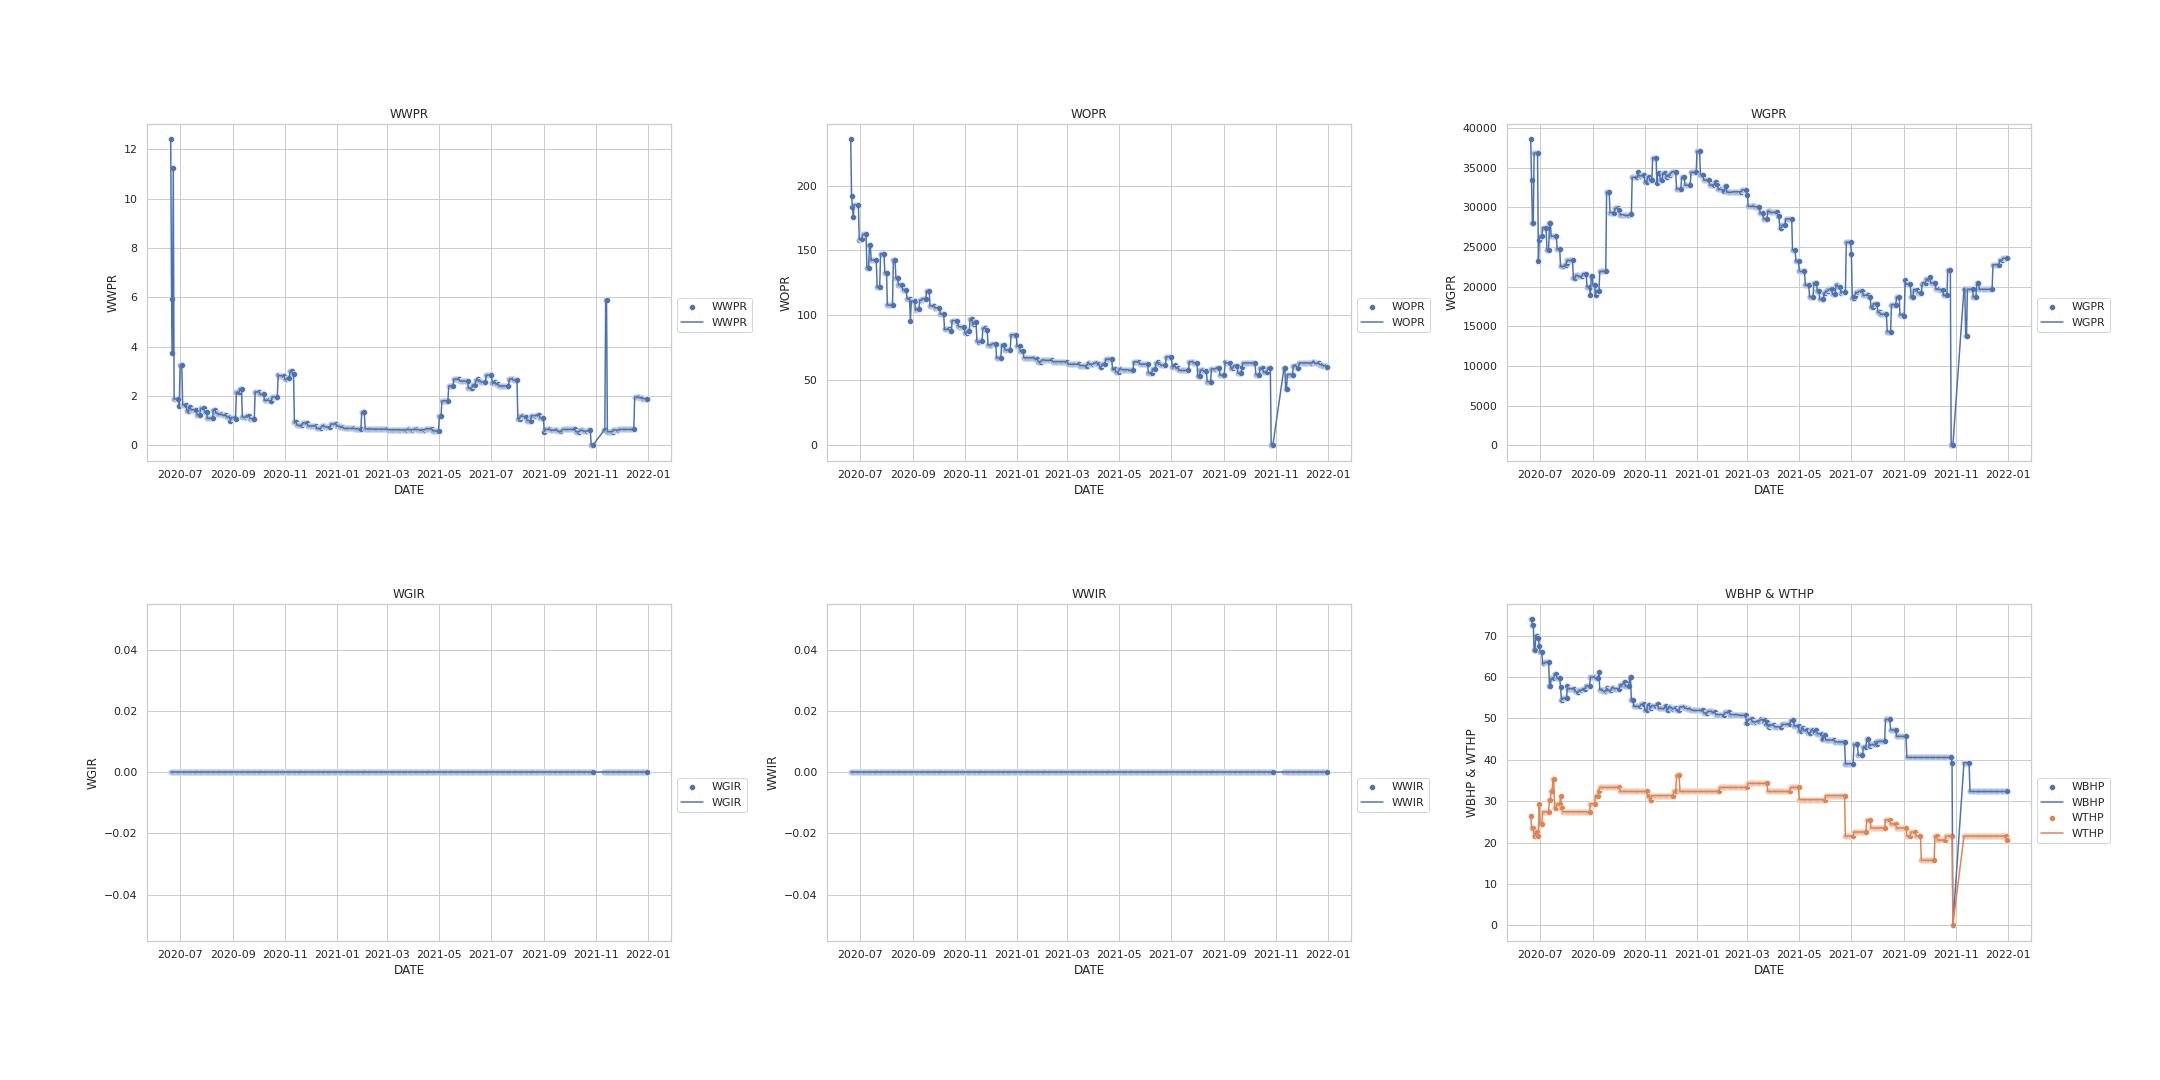 WWPR
WWPR
12
10
8
6
4
2
0
2020-07 2020-09 2020-11 2021-01 2021-03 2021-05 2021-07 2021-09 2021-11 2022-01
DATE
WWPR
WWPR
WOPR
WOPR
200
150
100
50
0
2020-07 2020-09 2020-11 2021-01 2021-03 2021-05 2021-07 2021-09 2021-11 2022-01
DATE
WOPR
WOPR
WGPR
WGPR
40000
35000
30000
25000
20000
15000
10000
5000
0
2020-07 2020-09 2020-11 2021-01 2021-03 2021-05 2021-07 2021-09 2021-11 2022-01
DATE
WGPR
WGPR
WGIR
WGIR
0.04
0.02
0.00
−0.02
−0.04
2020-07 2020-09 2020-11 2021-01 2021-03 2021-05 2021-07 2021-09 2021-11 2022-01
DATE
WGIR
WGIR
WWIR
WWIR
0.04
0.02
0.00
−0.02
−0.04
2020-07 2020-09 2020-11 2021-01 2021-03 2021-05 2021-07 2021-09 2021-11 2022-01
DATE
WWIR
WWIR
WBHP & WTHP
WBHP & WTHP
70
60
50
40
30
20
10
0
2020-07 2020-09 2020-11 2021-01 2021-03 2021-05 2021-07 2021-09 2021-11 2022-01
DATE
WBHP
WBHP
WTHP
WTHP